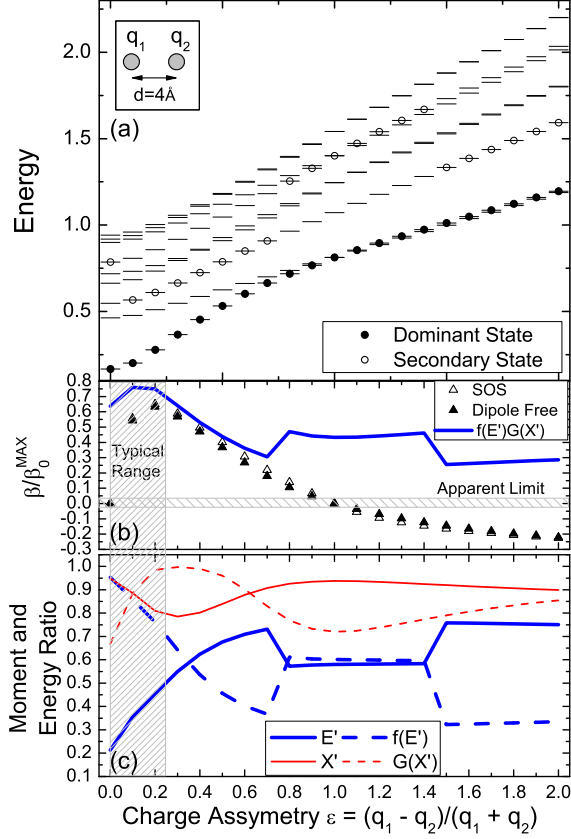 q1 q2
d=4Å
(a)
Energy
2.0
1.5
1.0
0.5
Dominant State
Secondary State
0.8
0.7
0.6
0.5
0.4
0.3
0.2
0.1
0.0
-0.1
-0.2
-0.3
β/β0MAX
SOS
Dipole Free
f(E')G(X')
Typical
Range
Apparent Limit
(b)
1.0
0.9
0.8
0.7
0.6
0.5
0.4
0.3
0.2
0.1
Moment and
Energy Ratio
(c)
E' f(E')
X' G(X')
0.0 0.2 0.4 0.6 0.8 1.0 1.2 1.4 1.6 1.8 2.0
Charge Assymetry ε = (q1 - q2)/(q1 + q2)